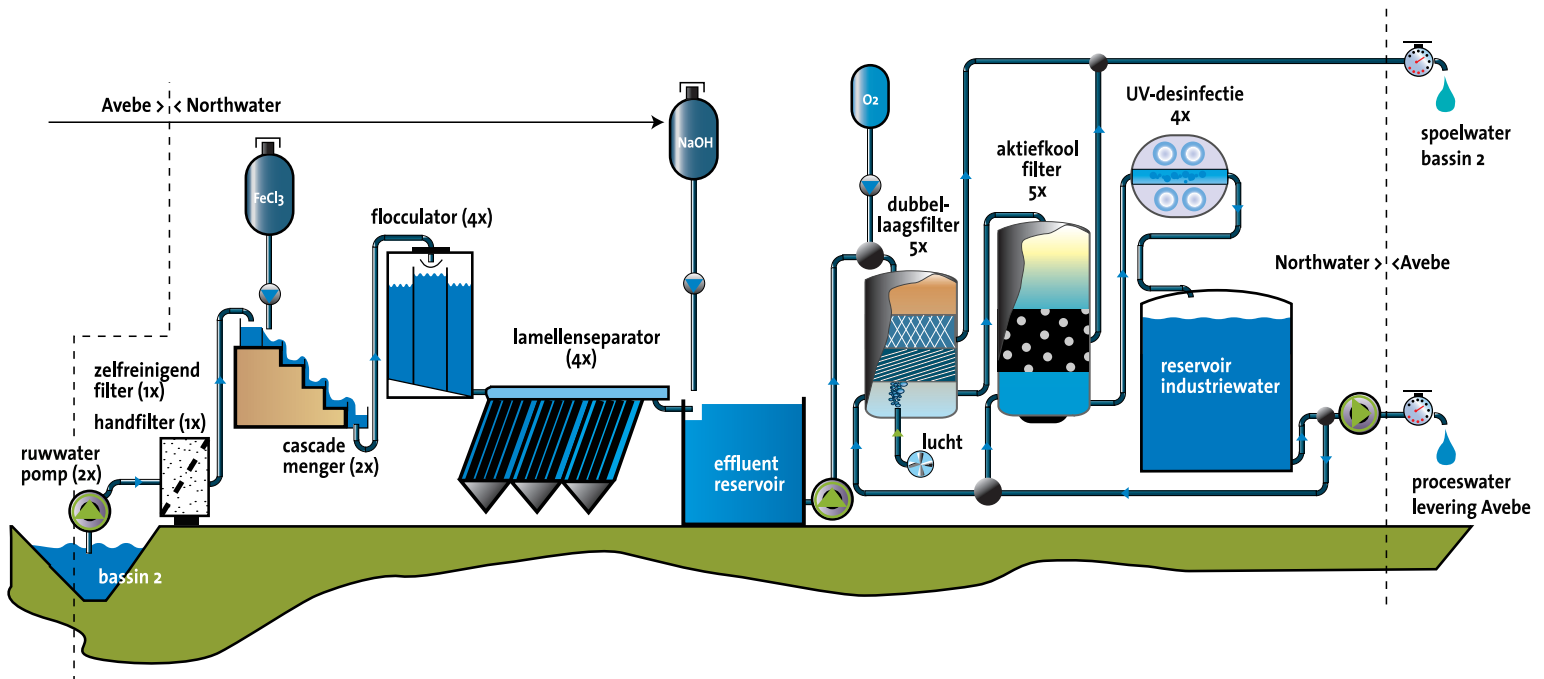 Avebe > < Northwater
FeCl3
NaOH
O2
UV-desinfectie
4x
spoelwater
bassin 2
aktiefkool
filter
5x
dubbel-
laagsfilter
5x
flocculator (4x)
Northwater > < Avebe
lamellenseparator
(4x)
zelfreinigend
filter (1x)
handfilter (1x)
ruwwater
pomp (2x)
cascade
menger (2x)
effluent
reservoir
lucht
reservoir
industriewater
proceswater
levering Avebe
bassin 2